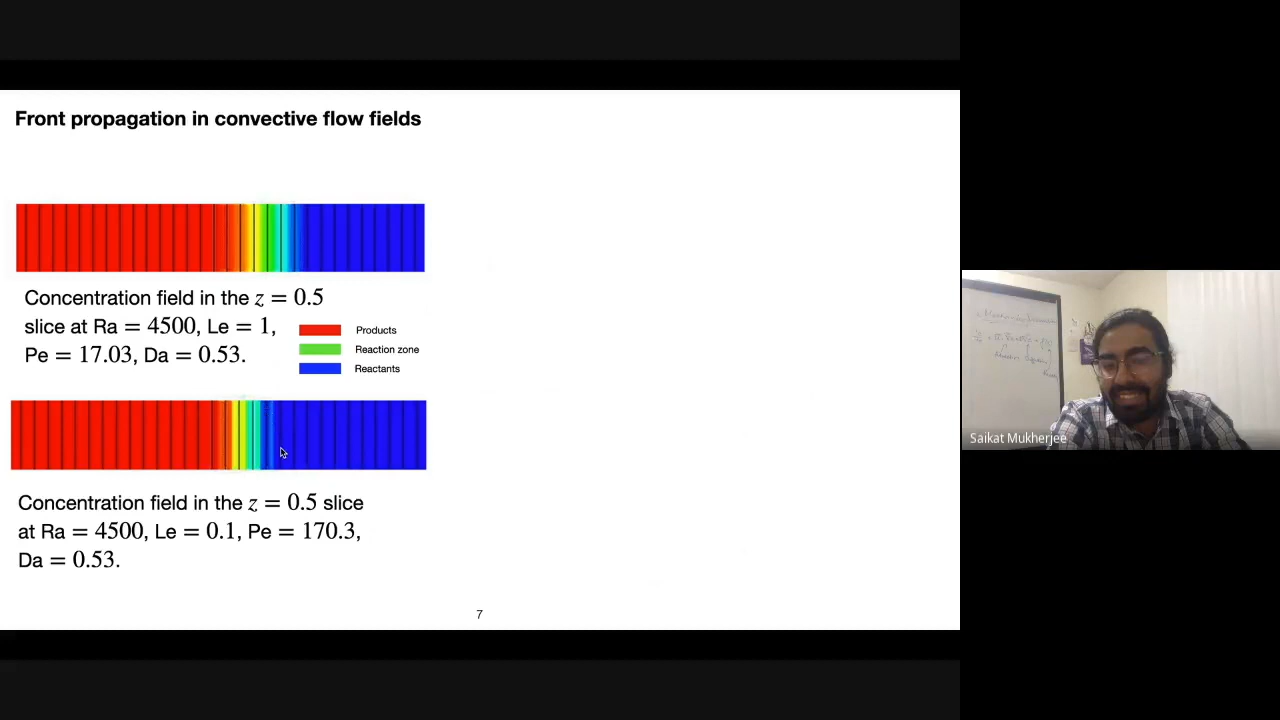 Front propagation in convective flow fields
Concentration field in the z = 0.5
slice at Ra = 4500, Le = 1,
Pe = 17.03, Da = 0.53.
Products
Reaction zone
Reactants
Concentration field in the z = 0.5 slice
at Ra = 4500, Le = 0.1, Pe = 170.3,
Da = 0.53.
7
Saikat Mukherjee